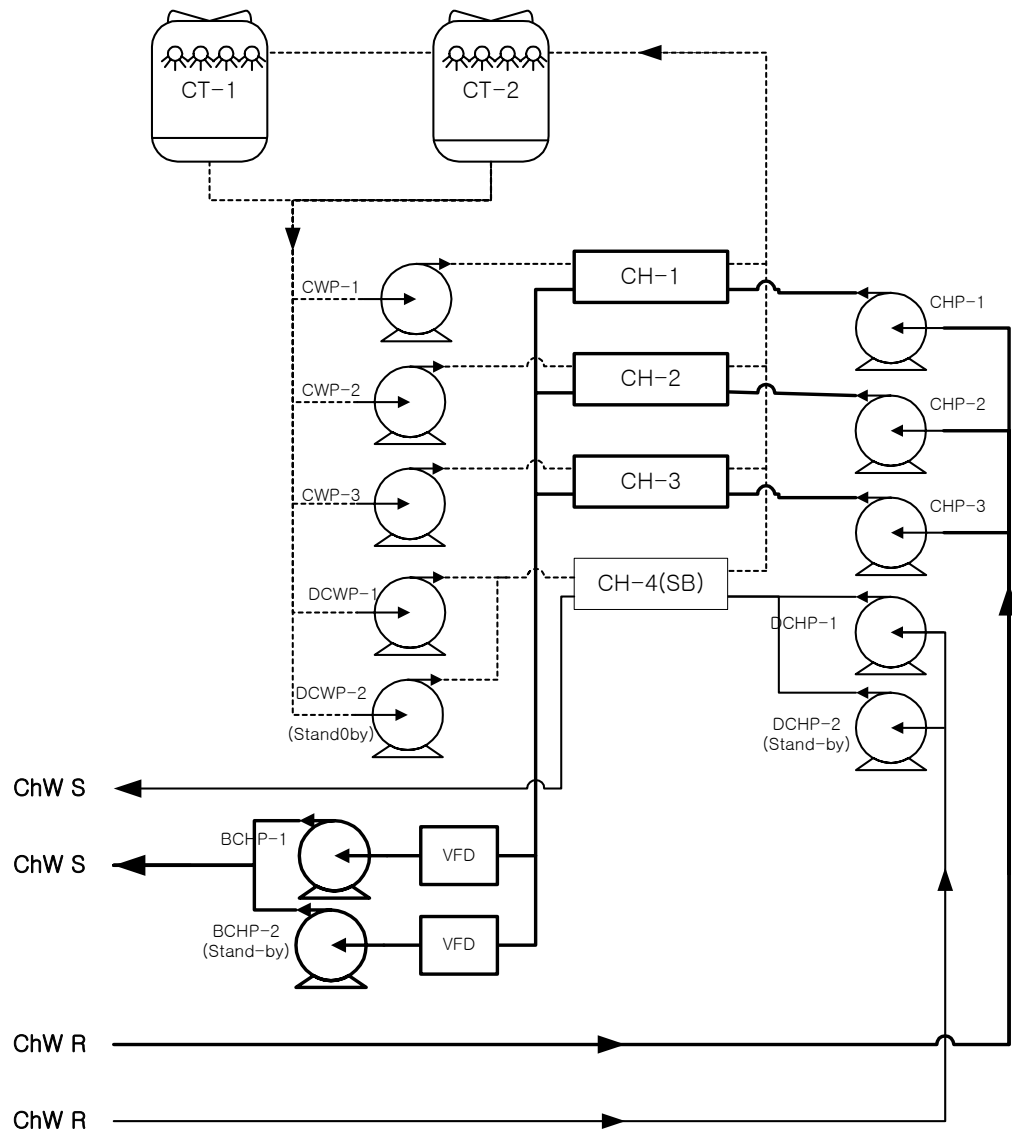 CT-1
CT-2
CWP-1
CH-1
CHP-1
CWP-2
CH-2
CHP-2
CWP-3
CH-3
CHP-3
DCWP-1
CH-4(SB)
DCHP-1
DCWP-2
(Stand0by)
DCHP-2
(Stand-by)
ChW S
BCHP-1
VFD
ChW S
BCHP-2
(Stand-by)
VFD
ChW R
ChW R